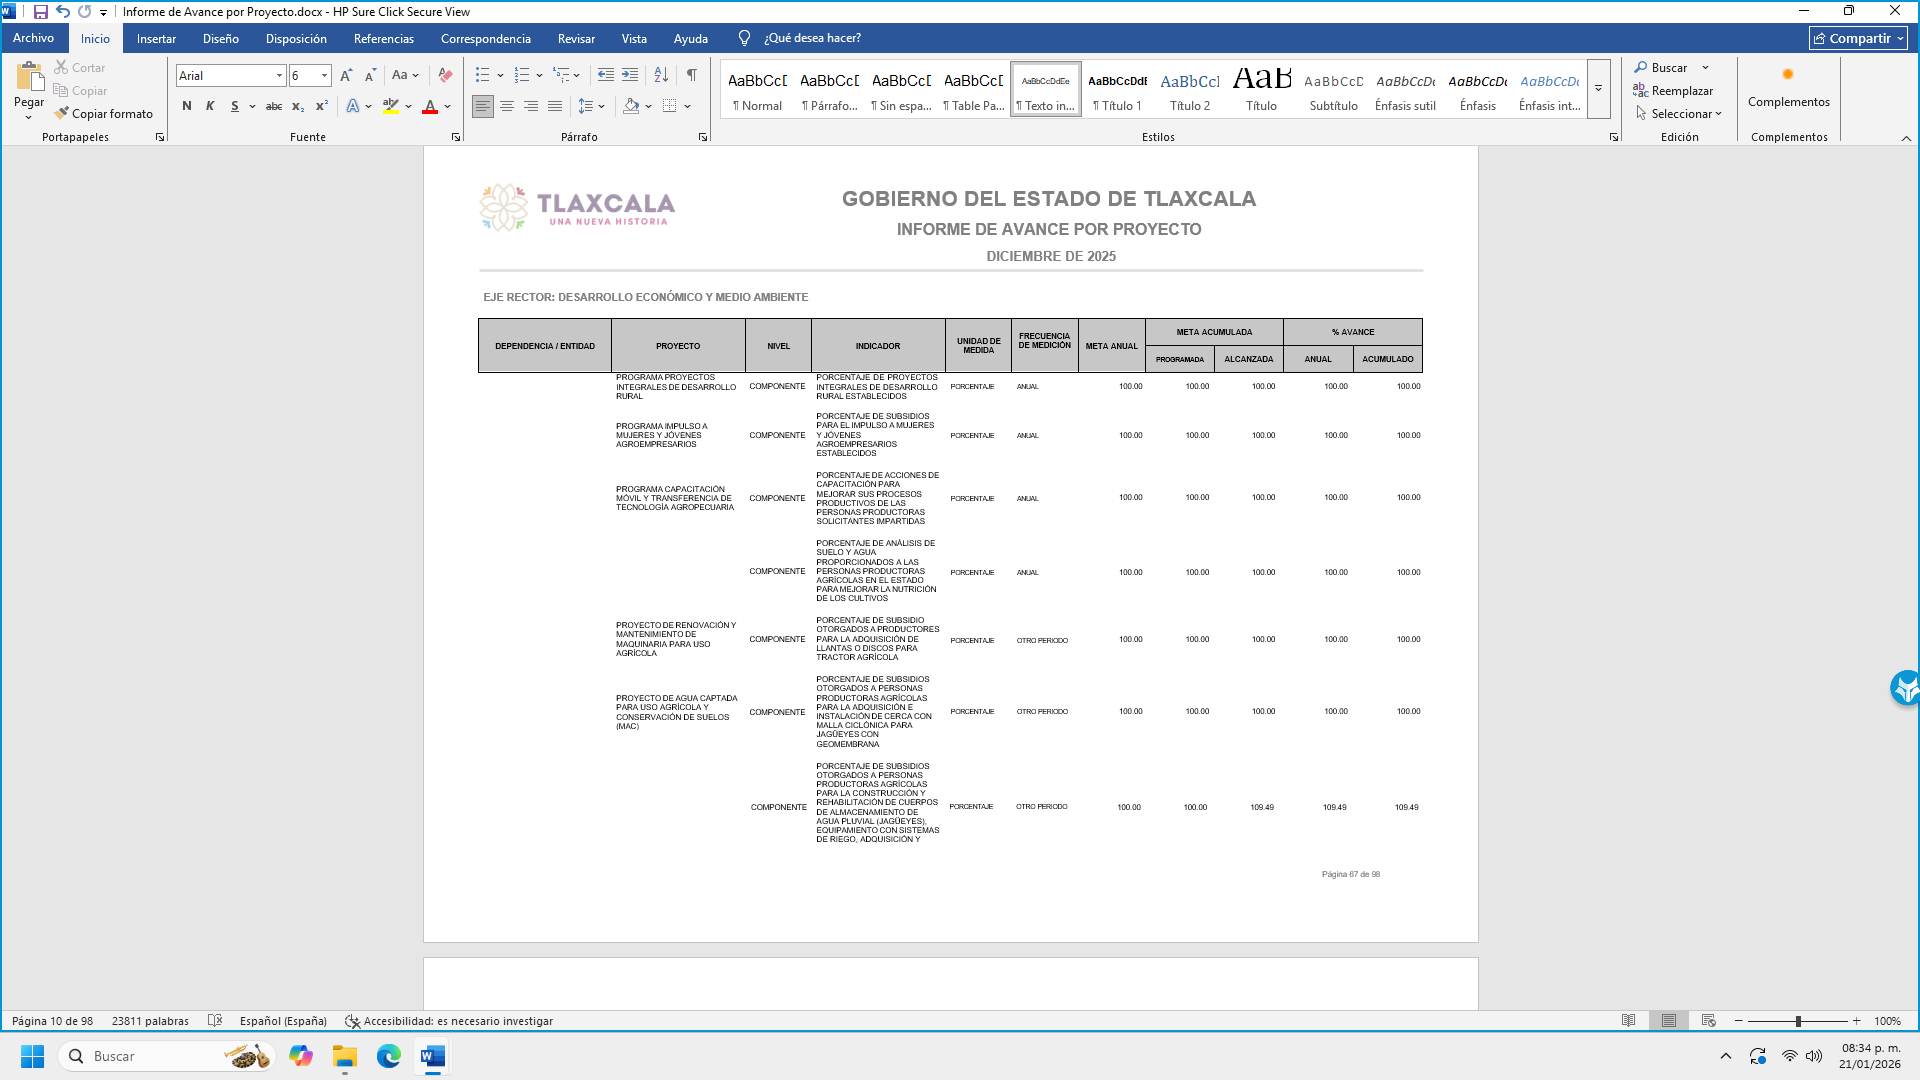 Informe de Avance por Proyecto.docx - HP Sure Click Secure View
Archivo
Inicio
Insertar
Diseño
Disposición
Referencias
Correspondencia
Revisar
Vista
Ayuda
¿Qué desea hacer?
Compartir
Pegar
Cortar
Copiar
Copiar formato
Portapapeles
Arial
6
Aa
N K S abc x₂ x²
Fuente
Párrafo
AaBbCcD
¶ Normal
AaBbCcD
¶ Párrafo...
AaBbCcD
¶ Sin espa...
AaBbCcD
¶ Table Pa...
AaBbCcDdEe
¶ Texto in...
AaBbCcDdE
¶ Título 1
AaBbCcI
Título 2
AaB
Título
AaBbCcD
Subtítulo
AaBbCcDc
Énfasis sutil
AaBbCcDc
Énfasis
AaBbCcDc
Énfasis int...
Estilos
Buscar
Reemplazar
Seleccionar
Edición
Complementos
Complementos
TLAXCALA
UNA NUEVA HISTORIA
GOBIERNO DEL ESTADO DE TLAXCALA
INFORME DE AVANCE POR PROYECTO
DICIEMBRE DE 2025
EJE RECTOR: DESARROLLO ECONÓMICO Y MEDIO AMBIENTE
DEPENDENCIA / ENTIDAD
PROYECTO
NIVEL
INDICADOR
UNIDAD DE
MEDIDA
FRECUENCIA
DE MEDICIÓN
META ANUAL
META ACUMULADA
PROGRAMADA
ALCANZADA
% AVANCE
ANUAL
ACUMULADO
PROGRAMA PROYECTOS
INTEGRALES DE DESARROLLO
RURAL
COMPONENTE
PORCENTAJE DE PROYECTOS
INTEGRALES DE DESARROLLO
RURAL ESTABLECIDOS
PORCENTAJE
ANUAL
100.00 100.00 100.00 100.00 100.00
PROGRAMA IMPULSO A
MUJERES Y JÓVENES
AGROEMPRESARIOS
COMPONENTE
PORCENTAJE DE SUBSIDIOS
PARA EL IMPULSO A MUJERES
Y JÓVENES
AGROEMPRESARIOS
ESTABLECIDOS
PORCENTAJE
ANUAL
100.00 100.00 100.00 100.00 100.00
PROGRAMA CAPACITACIÓN
MÓVIL Y TRANSFERENCIA DE
TECNOLOGÍA AGROPECUARIA
COMPONENTE
PORCENTAJE DE ACCIONES DE
CAPACITACIÓN PARA
MEJORAR SUS PROCESOS
PRODUCTIVOS DE LAS
PERSONAS PRODUCTORAS
SOLICITANTES IMPARTIDAS
PORCENTAJE
ANUAL
100.00 100.00 100.00 100.00 100.00
COMPONENTE
PORCENTAJE DE ANÁLISIS DE
SUELO Y AGUA
PROPORCIONADOS A LAS
PERSONAS PRODUCTORAS
AGRÍCOLAS EN EL ESTADO
PARA MEJORAR LA NUTRICIÓN
DE LOS CULTIVOS
PORCENTAJE
ANUAL
100.00 100.00 100.00 100.00 100.00
PROYECTO DE RENOVACIÓN Y
MANTENIMIENTO DE
MAQUINARIA PARA USO
AGRÍCOLA
COMPONENTE
PORCENTAJE DE SUBSIDIO
OTORGADOS A PRODUCTORES
PARA LA ADQUISICIÓN DE
LLANTAS O DISCOS PARA
TRACTOR AGRÍCOLA
PORCENTAJE
OTRO PERIODO
100.00 100.00 100.00 100.00 100.00
PROYECTO DE AGUA CAPTADA
PARA USO AGRÍCOLA Y
CONSERVACIÓN DE SUELOS
(MAC)
COMPONENTE
PORCENTAJE DE SUBSIDIOS
OTORGADOS A PERSONAS
PRODUCTORAS AGRÍCOLAS
PARA LA ADQUISICIÓN E
INSTALACIÓN DE CERCA CON
MALLA CICLÓNICA PARA
JAGÜEYES CON
GEOMEMBRANA
PORCENTAJE
OTRO PERIODO
100.00 100.00 100.00 100.00 100.00
COMPONENTE
PORCENTAJE DE SUBSIDIOS
OTORGADOS A PERSONAS
PRODUCTORAS AGRÍCOLAS
PARA LA CONSTRUCCIÓN Y
REHABILITACIÓN DE CUERPOS
DE ALMACENAMIENTO DE
AGUA PLUVIAL (JAGÜEYES),
EQUIPAMIENTO CON SISTEMAS
DE RIEGO, ADQUISICIÓN Y
PORCENTAJE
OTRO PERIODO
100.00 100.00 109.49 109.49 109.49
Página 67 de 98
Página 10 de 98
23811 palabras
Español (España)
Accesibilidad: es necesario investigar
100%
Buscar
08:34 p. m.
21/01/2026